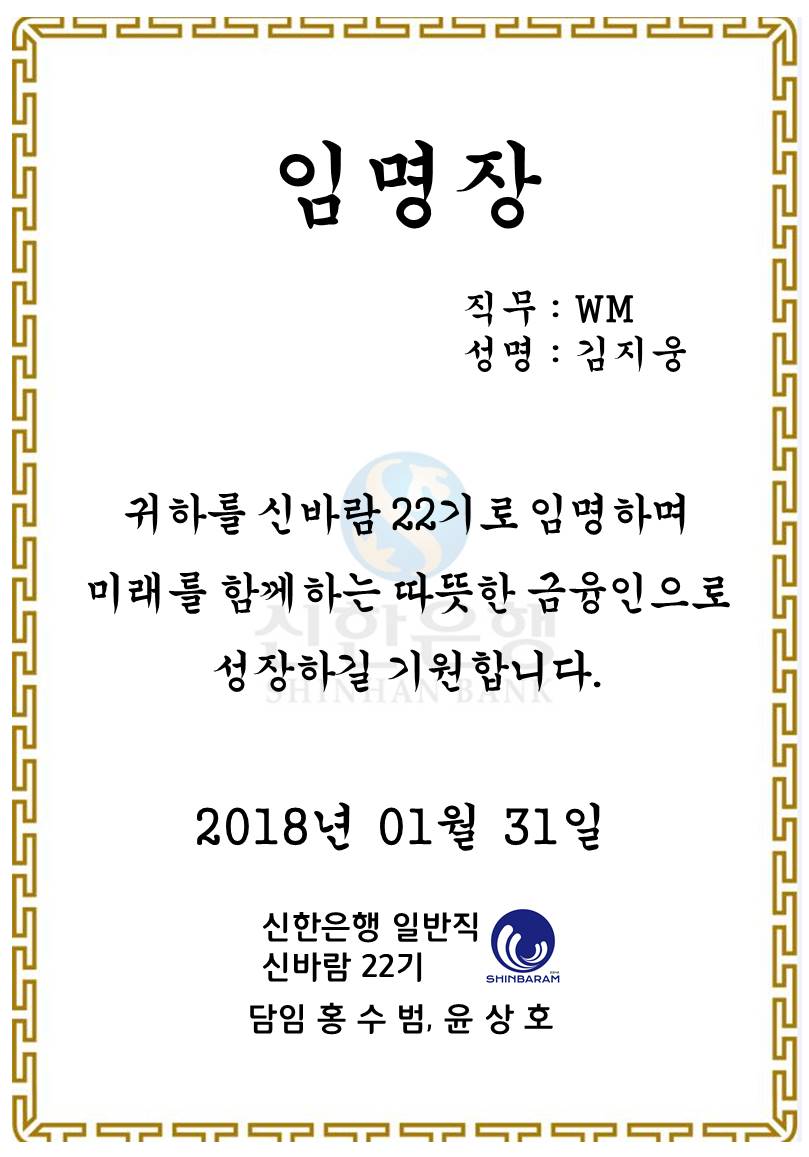 임명장
직무 : WM
성명 : 김지웅
귀하를 신바람 22기로 임명하며
미래를 함께하는 따뜻한 금융인으로
성장하길 기원합니다.
신한은행
SHINHAN BANK
2018년 01월 31일
신한은행 일반직
신바람 22기
SHINBARAM
담임 홍 수 범, 윤 상 호